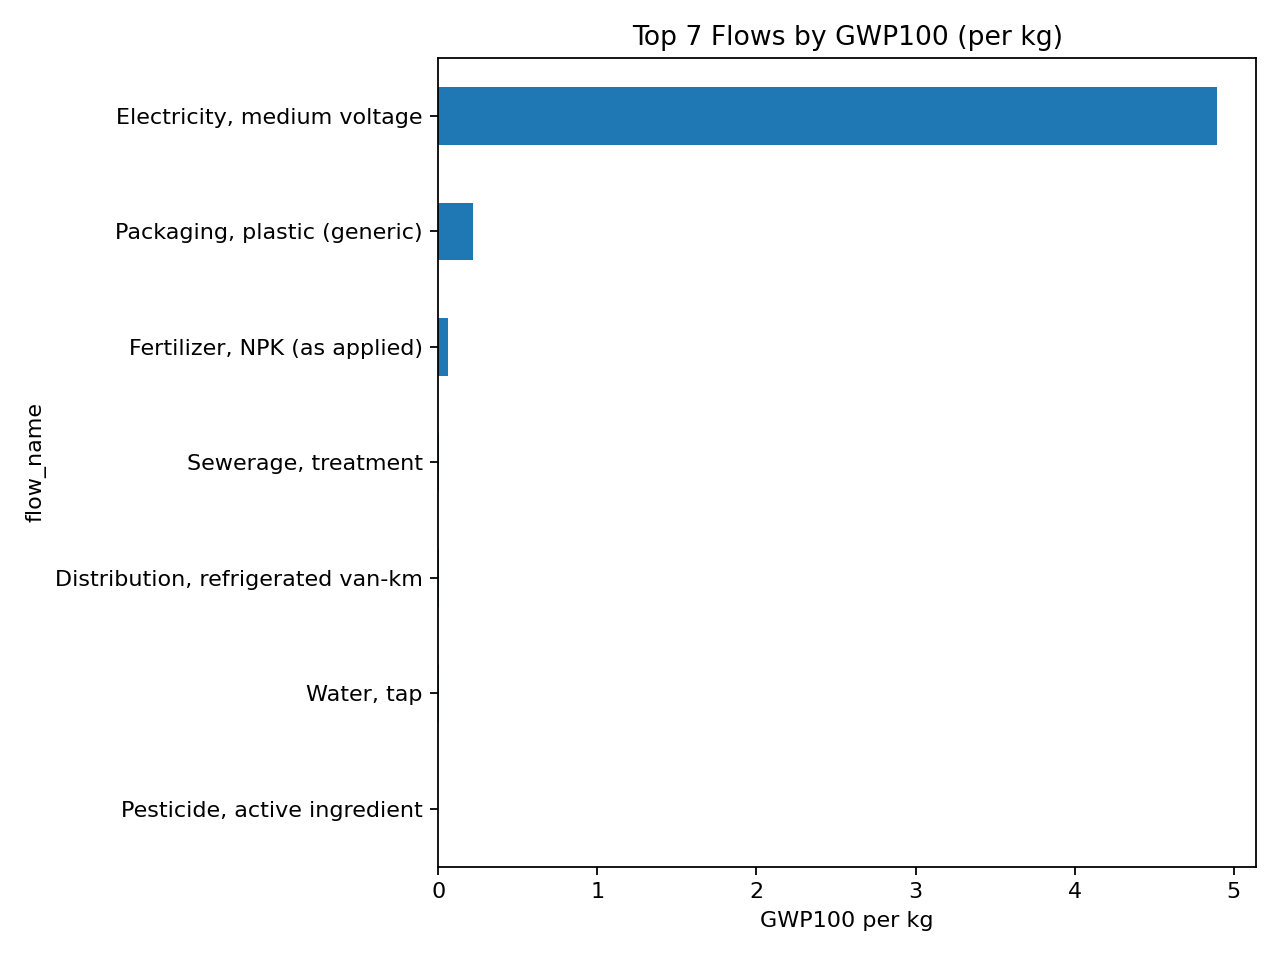 Top 7 Flows by GWP100 (per kg)
Electricity, medium voltage
Packaging, plastic (generic)
Fertilizer, NPK (as applied)
Sewerage, treatment
Distribution, refrigerated van-km
Water, tap
Pesticide, active ingredient
flow_name
0 1 2 3 4 5
GWP100 per kg